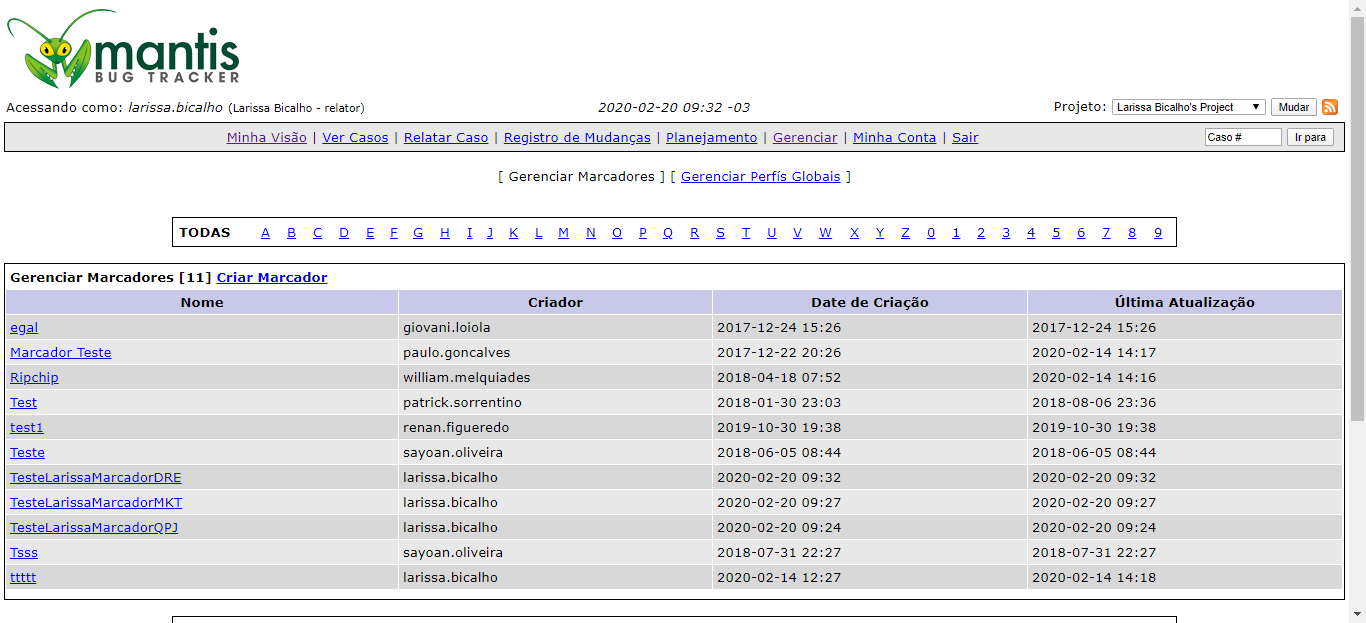 mantis
BUG TRACKER
Acessando como: larissa.bicalho (Larissa Bicalho - relator) 2020-02-20 09:32 -03 Projeto: Larissa Bicalho's Project Mudar
Minha Visão | Ver Casos | Relatar Caso | Registro de Mudanças | Planejamento | Gerenciar | Minha Conta | Sair Caso # Ir para
[ Gerenciar Marcadores ] [ Gerenciar Perfís Globais ]
TODAS A B C D E F G H I J K L M N O P Q R S T U V W X Y Z 0 1 2 3 4 5 6 7 8 9
Gerenciar Marcadores [11] Criar Marcador
Nome Criador Date de Criação Última Atualização
egal giovani.loiola 2017-12-24 15:26 2017-12-24 15:26
Marcador Teste paulo.goncalves 2017-12-22 20:26 2020-02-14 14:17
Ripchip william.melquiades 2018-04-18 07:52 2020-02-14 14:16
Test patrick.sorrentino 2018-01-30 23:03 2018-08-06 23:36
test1 renan.figueredo 2019-10-30 19:38 2019-10-30 19:38
Teste sayoan.oliveira 2018-06-05 08:44 2018-06-05 08:44
TesteLarissaMarcadorDRE larissa.bicalho 2020-02-20 09:32 2020-02-20 09:32
TesteLarissaMarcadorMKT larissa.bicalho 2020-02-20 09:27 2020-02-20 09:27
TesteLarissaMarcadorQPJ larissa.bicalho 2020-02-20 09:24 2020-02-20 09:24
Tsss sayoan.oliveira 2018-07-31 22:27 2018-07-31 22:27
ttttt larissa.bicalho 2020-02-14 12:27 2020-02-14 14:18